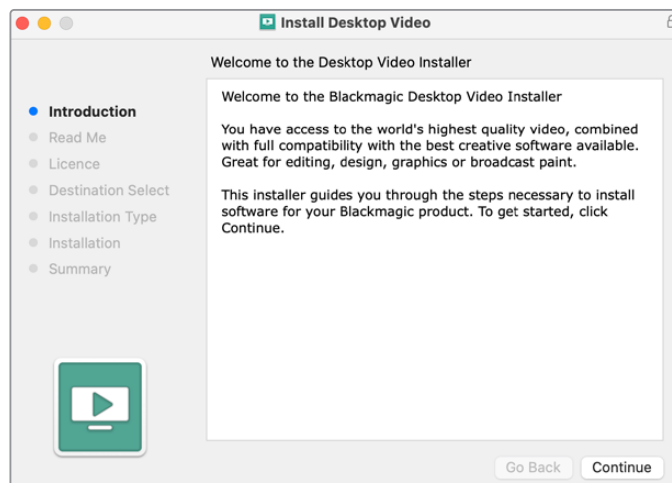 Install Desktop Video
Welcome to the Desktop Video Installer
Introduction
Read Me
Licence
Destination Select
Installation Type
Installation
Summary
Welcome to the Blackmagic Desktop Video Installer
You have access to the world's highest quality video, combined
with full compatibility with the best creative software available.
Great for editing, design, graphics or broadcast paint.
This installer guides you through the steps necessary to install
software for your Blackmagic product. To get started, click
Continue.
Go Back
Continue